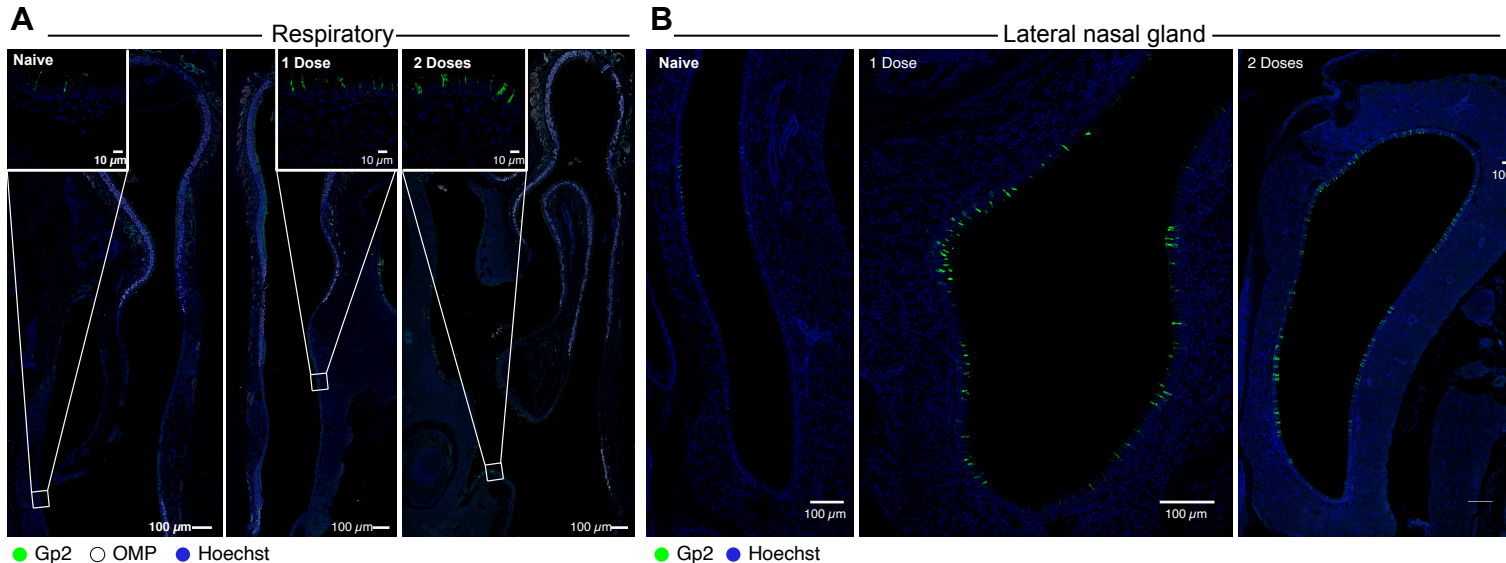 A
Respiratory
Naive
10 µm
100 µm
1 Dose
10 µm
100 µm
2 Doses
10 µm
100 µm
Gp2 OMP Hoechst
B
Lateral nasal gland
Naive
100 µm
1 Dose
100 µm
2 Doses
Gp2 Hoechst